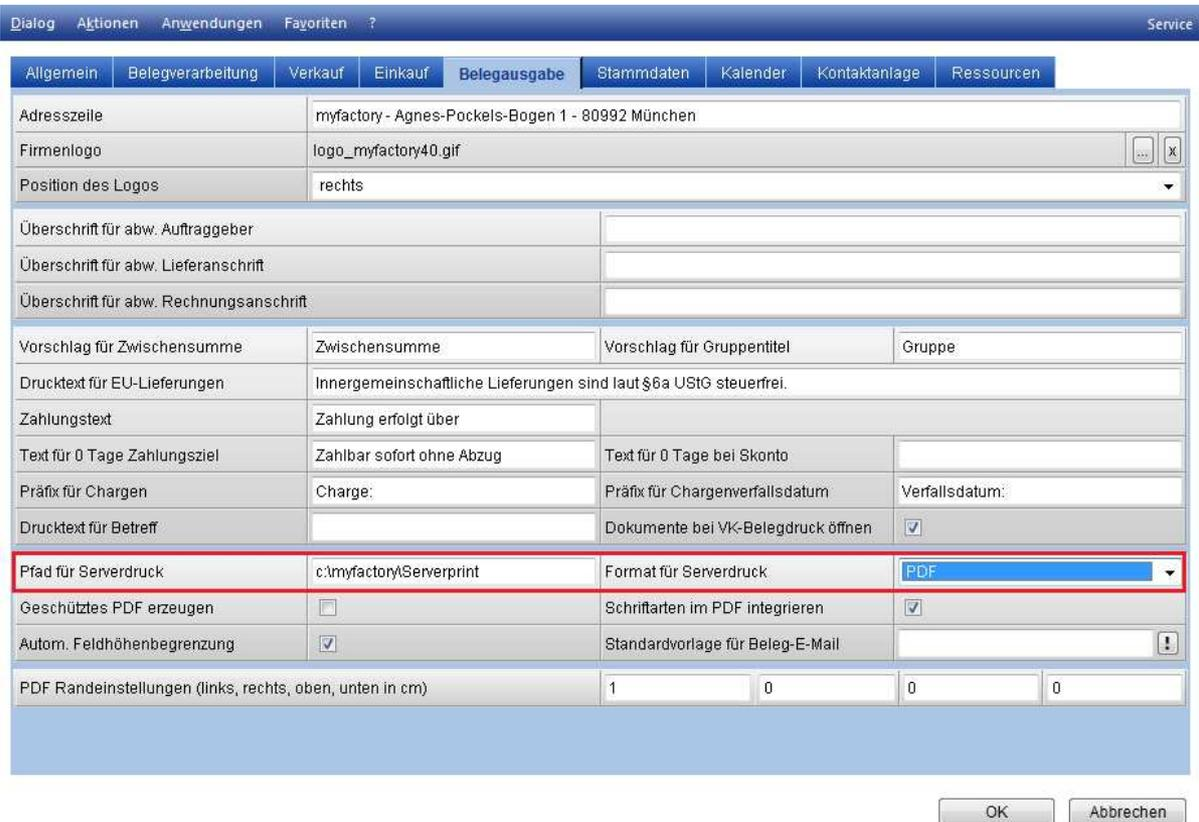 Dialog Aktionen Anwendungen Favoriten ? Service
Allgemein Belegverarbeitung Verkauf Einkauf Belegausgabe Stammdaten Kalender Kontaktanlage Ressourcen
Adresszeile myfactory - Agnes-Pockels-Bogen 1 - 80992 München
Firmenlogo logo_myfactory40.gif ... x
Position des Logos rechts
Überschrift für abw. Auftraggeber
Überschrift für abw. Lieferanschrift
Überschrift für abw. Rechnungsanschrift
Vorschlag für Zwischensumme Zwischensumme Vorschlag für Gruppentitel Gruppe
Drucktext für EU-Lieferungen Innergemeinschaftliche Lieferungen sind laut §6a UStG steuerfrei.
Zahlungstext Zahlung erfolgt über
Text für 0 Tage Zahlungsziel Zahlbar sofort ohne Abzug Text für 0 Tage bei Skonto
Präfix für Chargen Charge: Präfix für Chargenverfallsdatum Verfallsdatum:
Drucktext für Betreff Dokumente bei VK-Belegdruck öffnen
Pfad für Serverdruck c:\myfactory\Serverprint Format für Serverdruck PDF
Geschütztes PDF erzeugen Schriftarten im PDF integrieren
Autom. Feldhöhenbegrenzung Standardvorlage für Beleg-E-Mail !
PDF Randeinstellungen (links, rechts, oben, unten in cm) 1 0 0 0
OK Abbrechen